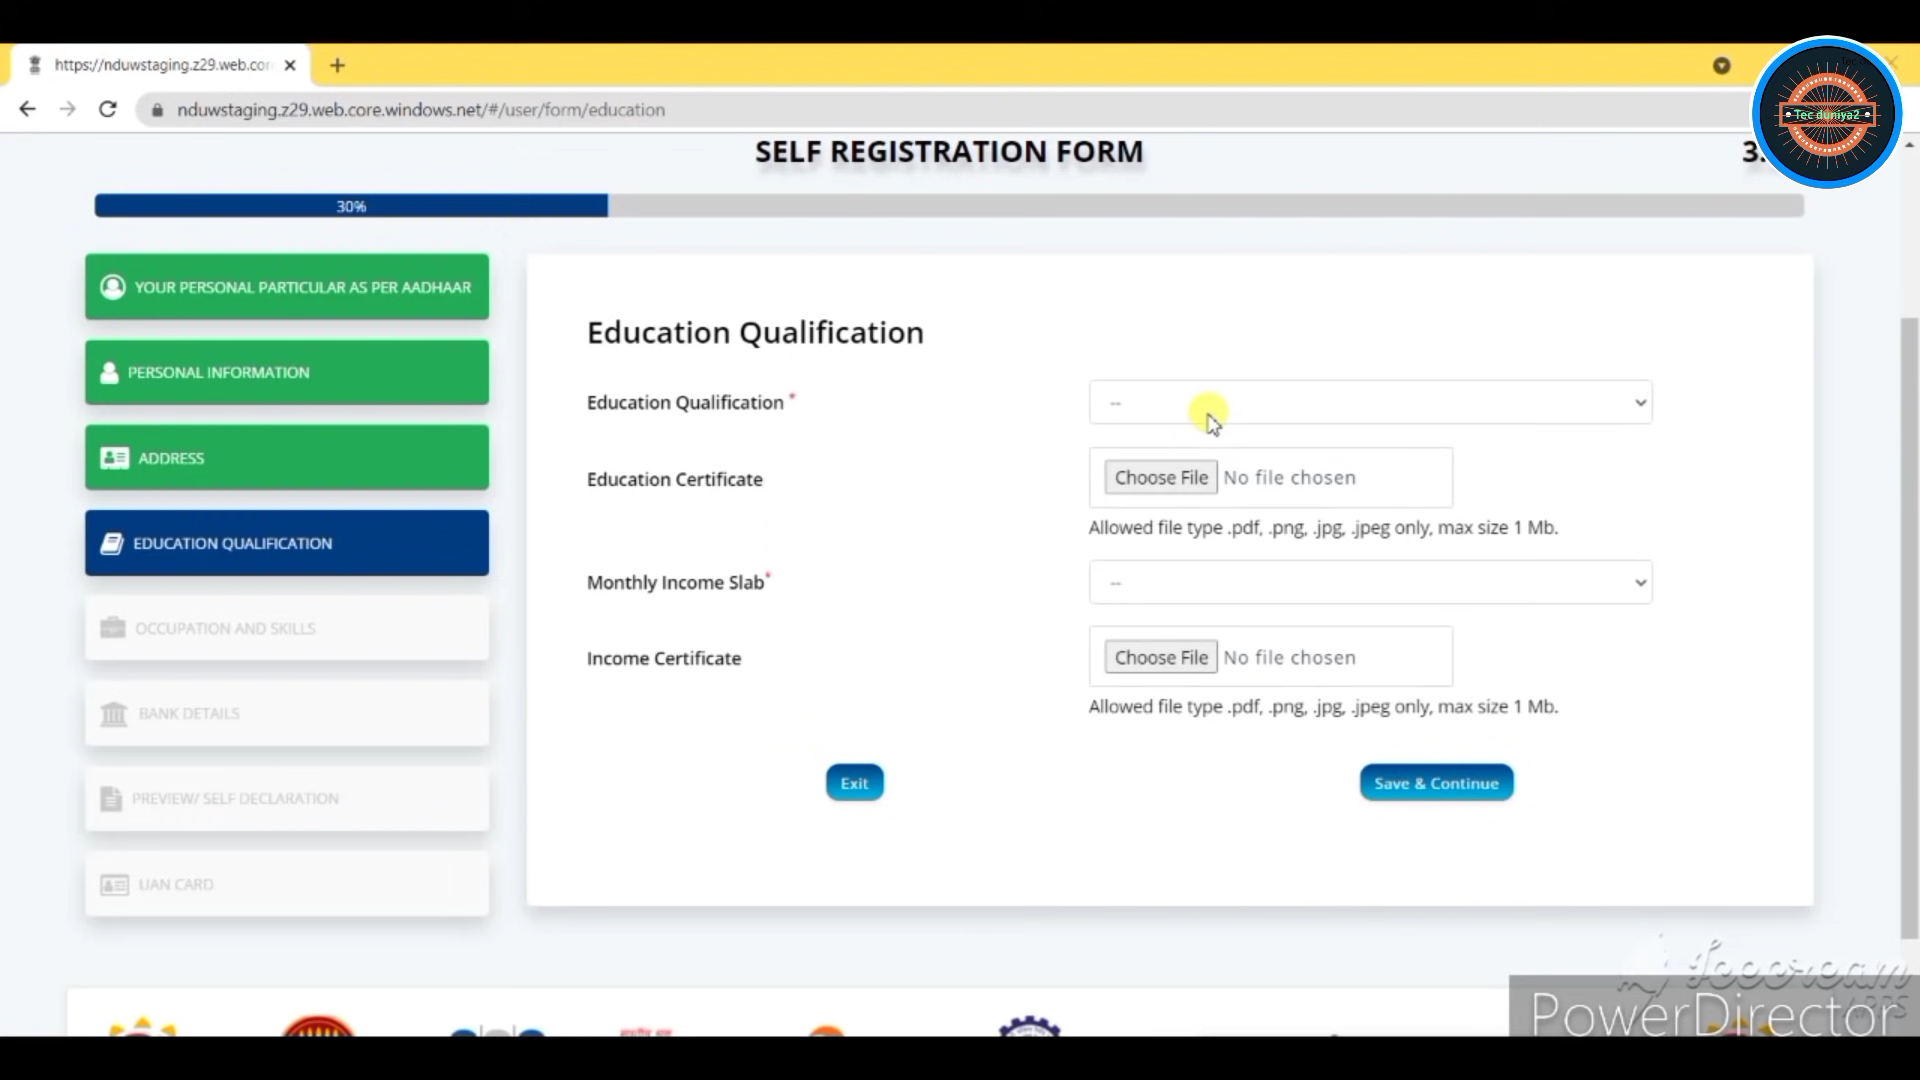 https://nduwstaging.z29.web.cor
nduwstaging.z29.web.core.windows.net/#/user/form/education
Tec duniya2
SELF REGISTRATION FORM
3.
30%
YOUR PERSONAL PARTICULAR AS PER AADHAAR
PERSONAL INFORMATION
ADDRESS
EDUCATION QUALIFICATION
OCCUPATION AND SKILLS
BANK DETAILS
PREVIEW/ SELF DECLARATION
UAN CARD
Education Qualification
Education Qualification *
--
Education Certificate
Choose File No file chosen
Allowed file type .pdf, .png, .jpg, .jpeg only, max size 1 Mb.
Monthly Income Slab*
--
Income Certificate
Choose File No file chosen
Allowed file type .pdf, .png, .jpg, .jpeg only, max size 1 Mb.
Exit
Save & Continue
Icecream
APPS
PowerDirector